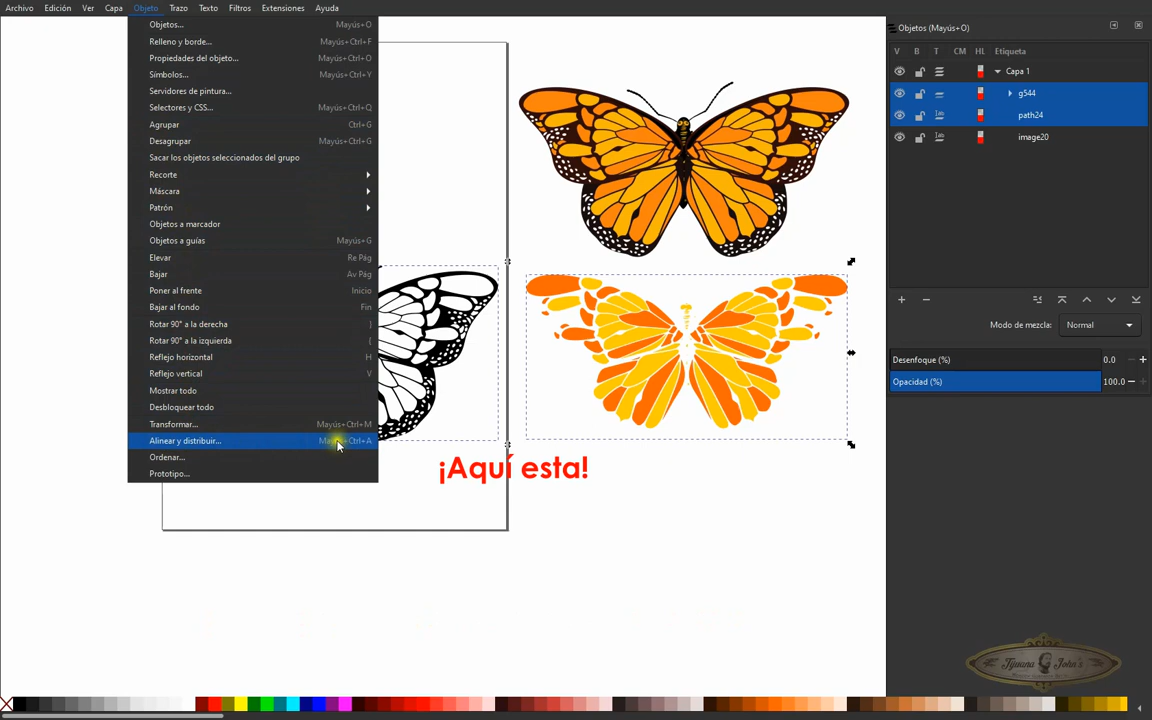 Archivo Edición Ver Capa Objeto Trazo Texto Filtros Extensiones Ayuda
Objetos... Mayús+O
Relleno y borde... Mayús+Ctrl+F
Propiedades del objeto... Mayús+Ctrl+O
Símbolos... Mayús+Ctrl+Y
Servidores de pintura...
Selectores y CSS... Mayús+Ctrl+Q
Agrupar Ctrl+G
Desagrupar Mayús+Ctrl+G
Sacar los objetos seleccionados del grupo
Recorte
Máscara
Patrón
Objetos a marcador
Objetos a guías Mayús+G
Elevar Re Pág
Bajar Av Pág
Poner al frente Inicio
Bajar al fondo Fin
Rotar 90° a la derecha ]
Rotar 90° a la izquierda [
Reflejo horizontal H
Reflejo vertical V
Mostrar todo
Desbloquear todo
Transformar... Mayús+Ctrl+M
Alinear y distribuir... Mayús+Ctrl+A
Ordenar...
Prototipo...
¡Aquí esta!
Objetos (Mayús+O)
V B T CM HL Etiqueta
Capa 1
g544
path24
image20
Modo de mezcla: Normal
Desenfoque (%) 0.0
Opacidad (%) 100.0
Tijuana John's